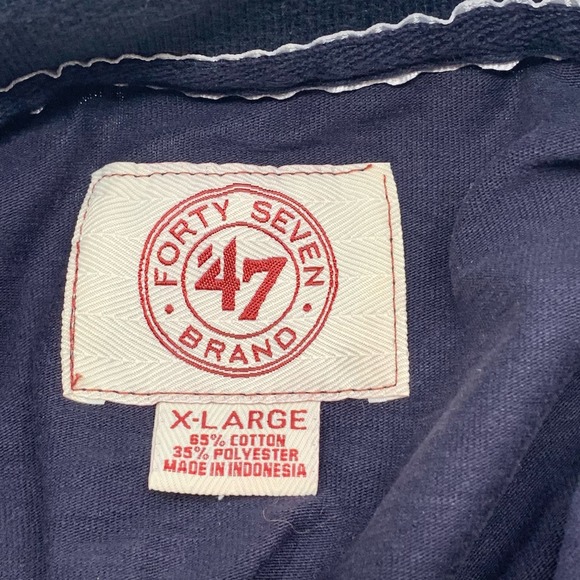 FORTY SEVEN
'47
BRAND
X-LARGE
65% COTTON
35% POLYESTER
MADE IN INDONESIA